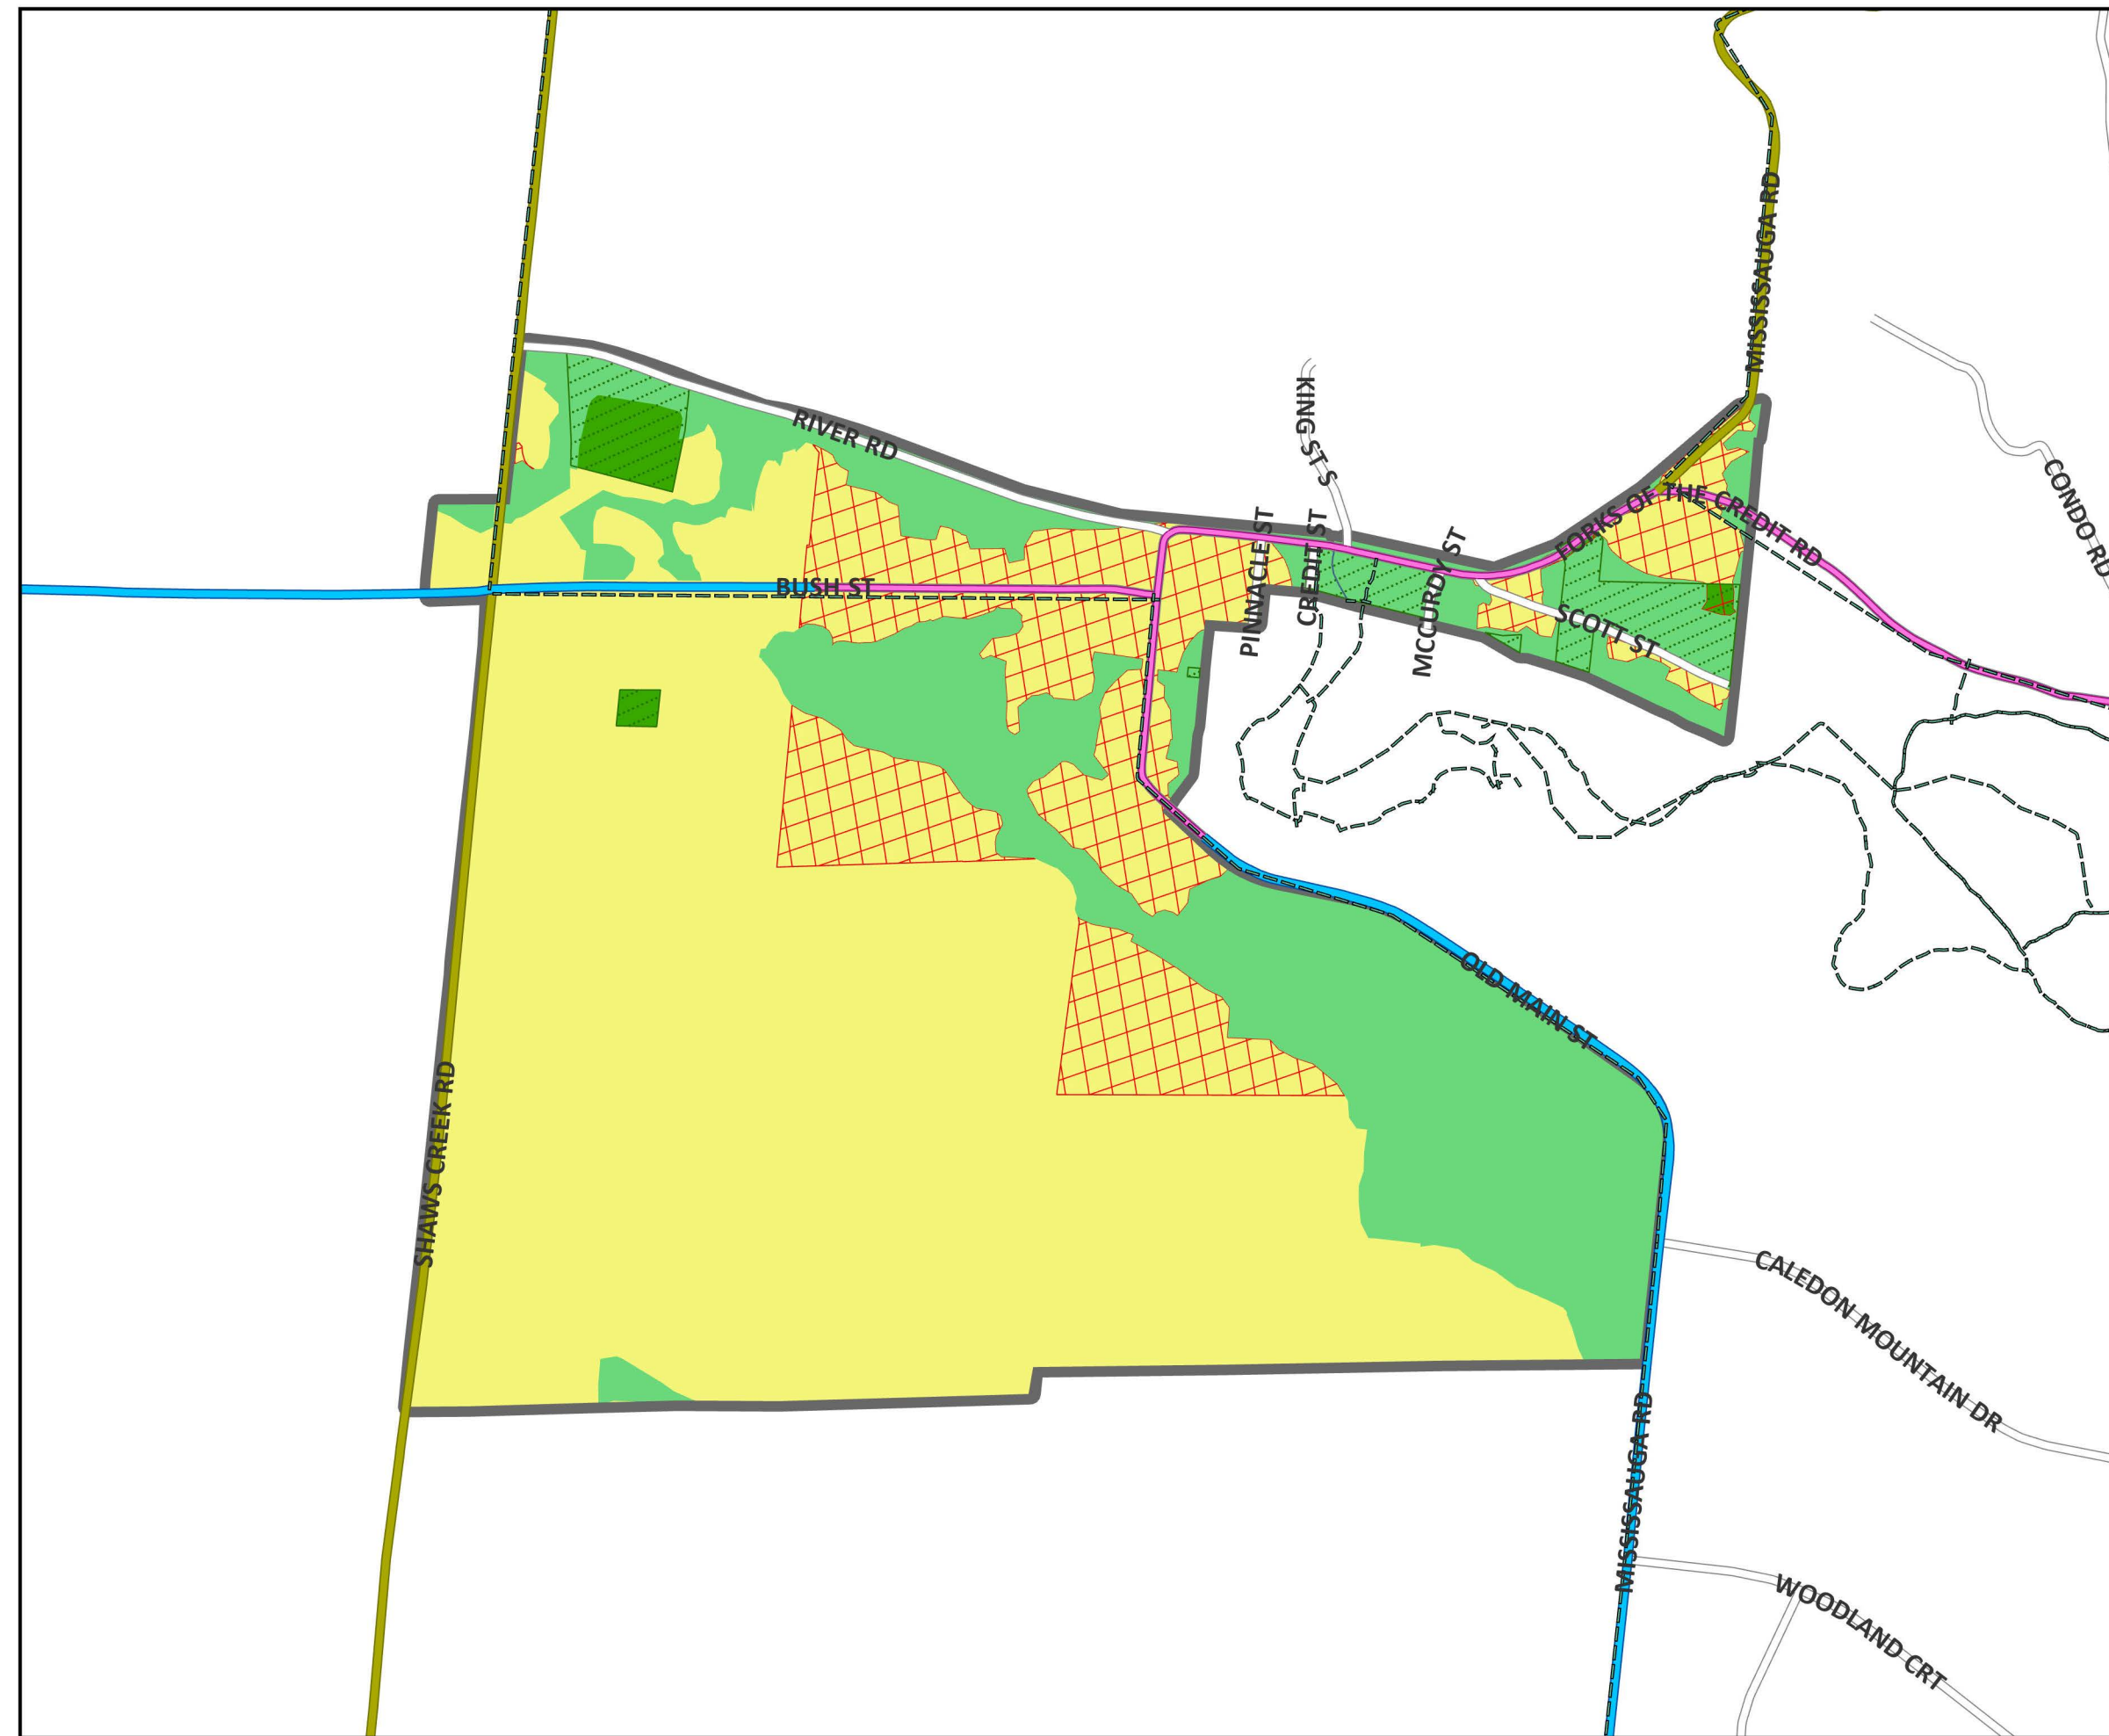 MISSISSAUGA RD
RIVER RD
KING ST S
CONDO RD
FORKS OF THE CREDIT RD
PINNACLE ST
CREDIT ST
MCCURDY ST
BUSH ST
SCOTT ST
OLD MAIN ST
SHAWS CREEK RD
CALEDON MOUNTAIN DR
MISSISSAUGA RD
WOODLAND CRT